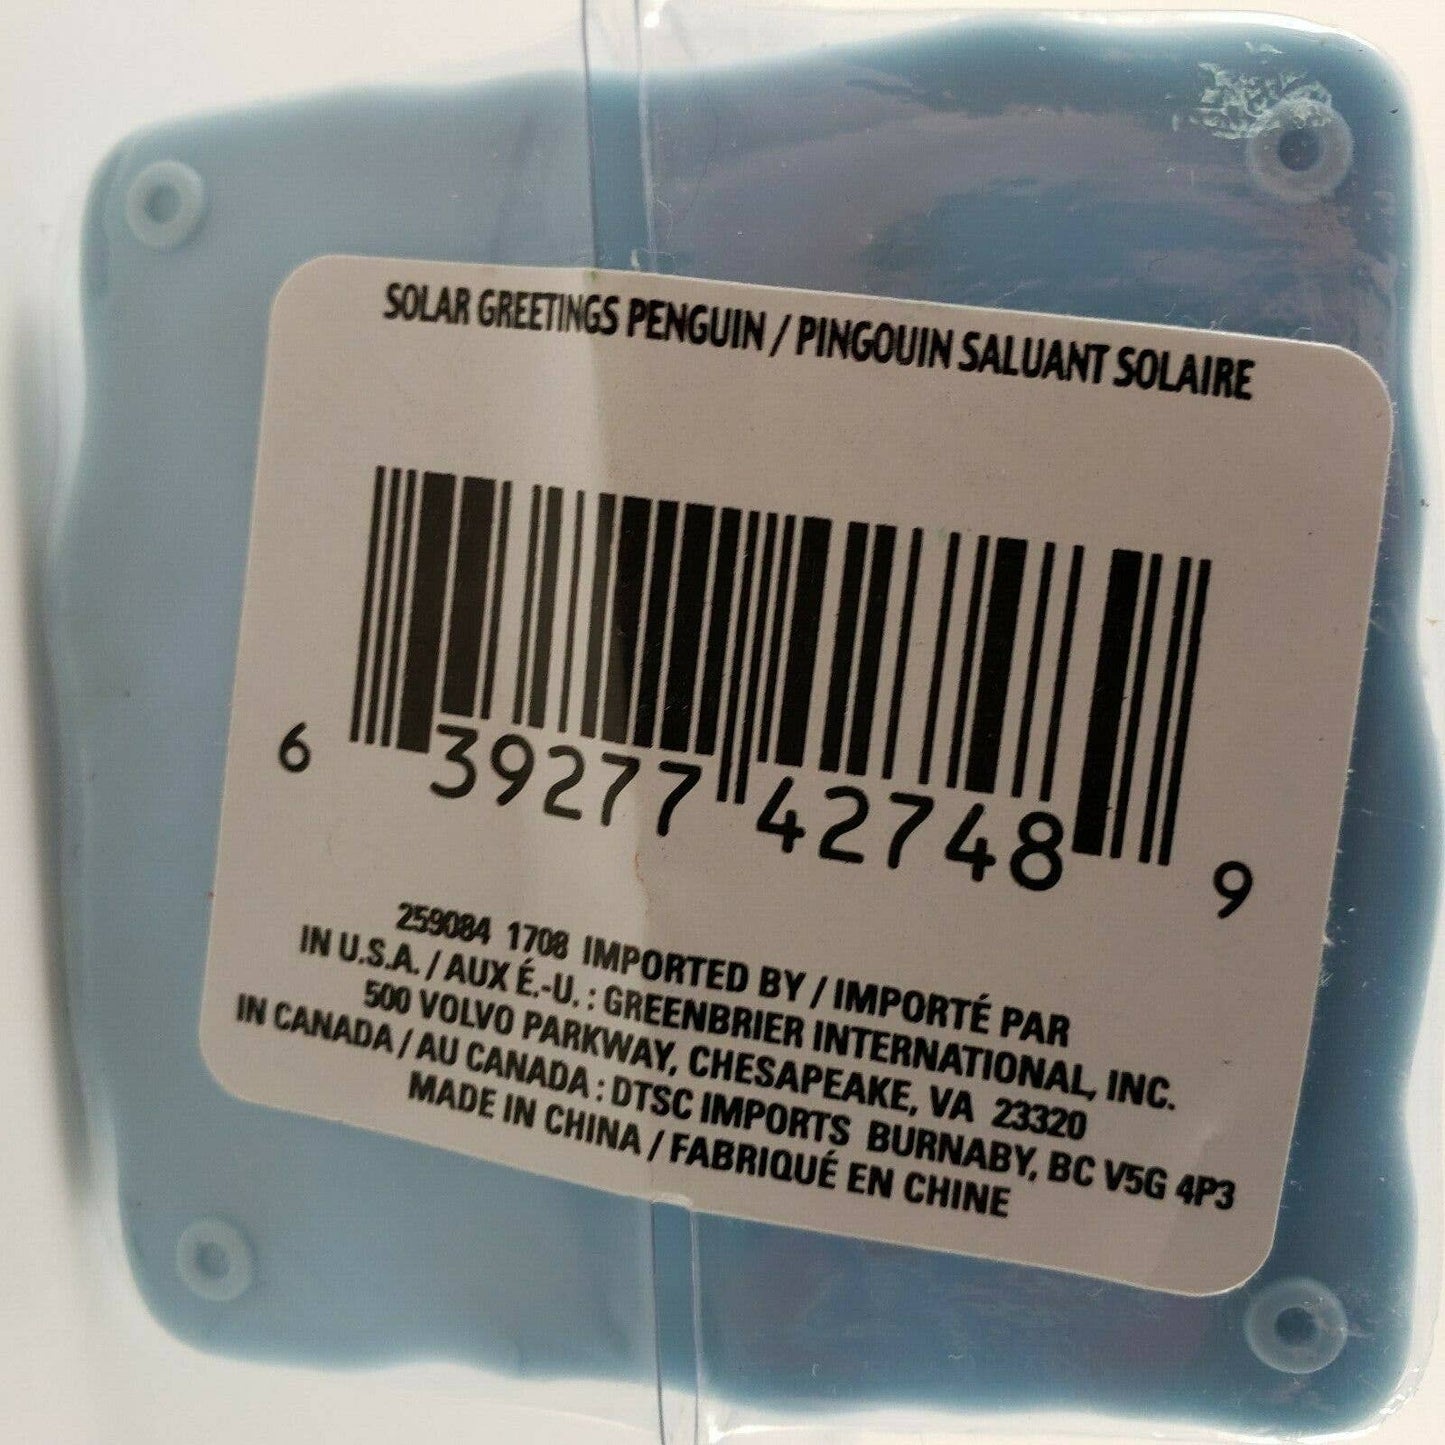 SOLAR GREETINGS PENGUIN / PINGOUIN SALUANT SOLAIRE
6 39277 42748 9
259084 1708 IMPORTED BY / IMPORTÉ PAR
IN U.S.A. / AUX É.-U. : GREENBRIER INTERNATIONAL, INC.
500 VOLVO PARKWAY, CHESAPEAKE, VA 23320
IN CANADA / AU CANADA : DTSC IMPORTS BURNABY, BC V5G 4P3
MADE IN CHINA / FABRIQUÉ EN CHINE